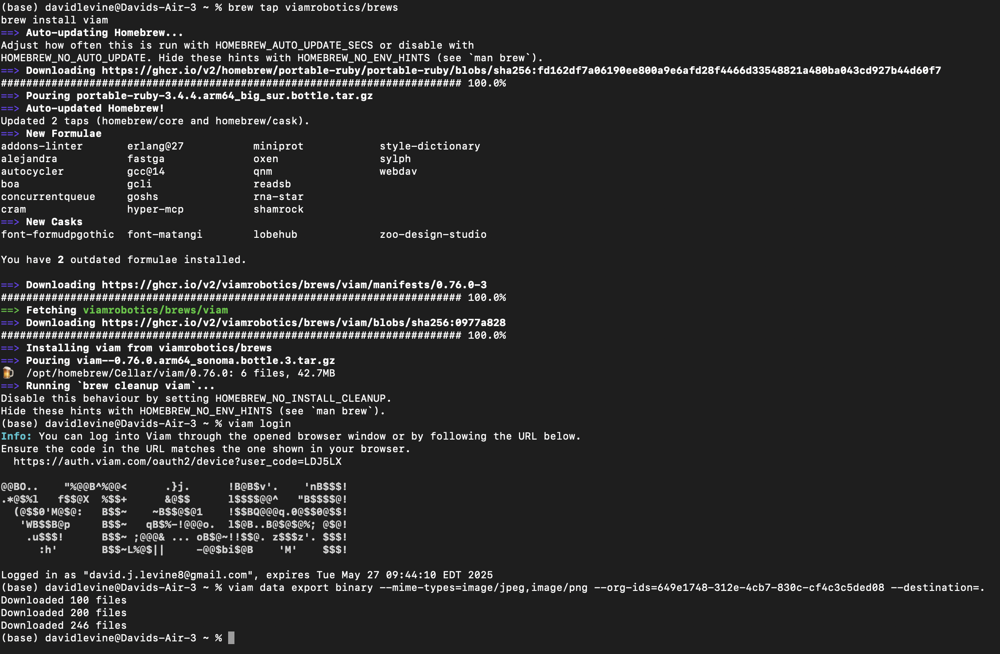 (base) davidlevine@Davids-Air-3 ~ % brew tap viamrobotics/brews
brew install viam
==> Auto-updating Homebrew...
Adjust how often this is run with HOMEBREW_AUTO_UPDATE_SECS or disable with
HOMEBREW_NO_AUTO_UPDATE. Hide these hints with HOMEBREW_NO_ENV_HINTS (see `man brew`).
==> Downloading https://ghcr.io/v2/homebrew/portable-ruby/portable-ruby/blobs/sha256:fd162df7a06190ee800a9e6afd28f4466d33548821a480ba043cd927b44d60f7
######################################################################### 100.0%
==> Pouring portable-ruby-3.4.4.arm64_big_sur.bottle.tar.gz
==> Auto-updated Homebrew!
Updated 2 taps (homebrew/core and homebrew/cask).
==> New Formulae
addons-linter       erlang@27           miniprot            style-dictionary
alejandra           fastga              oxen                sylph
autocycler          gcc@14              qnm                 webdav
boa                 gcli                readsb
concurrentqueue     goshs               rna-star
cram                hyper-mcp           shamrock
==> New Casks
font-formudpgothic  font-matangi        lobehub             zoo-design-studio
You have 2 outdated formulae installed.
==> Downloading https://ghcr.io/v2/viamrobotics/brews/viam/manifests/0.76.0-3
######################################################################### 100.0%
==> Fetching viamrobotics/brews/viam
==> Downloading https://ghcr.io/v2/viamrobotics/brews/viam/blobs/sha256:0977a828
######################################################################### 100.0%
==> Installing viam from viamrobotics/brews
==> Pouring viam--0.76.0.arm64_sonoma.bottle.3.tar.gz
🍺  /opt/homebrew/Cellar/viam/0.76.0: 6 files, 42.7MB
==> Running `brew cleanup viam`...
Disable this behaviour by setting HOMEBREW_NO_INSTALL_CLEANUP.
Hide these hints with HOMEBREW_NO_ENV_HINTS (see `man brew`).
(base) davidlevine@Davids-Air-3 ~ % viam login
Info: You can log into Viam through the opened browser window or by following the URL below.
Ensure the code in the URL matches the one shown in your browser.
  https://auth.viam.com/oauth2/device?user_code=LDJ5LX
@@BO..    "%@@B^%@@<      .}j.      !B@B$v'.    'nB$$$!
.*@$%l   f$$@X  %$$+      &@$$      l$$$$@@^   "B$$$$@!
  (@$$0'M@$@:   B$$~    ~B$$@$@1    !$$BQ@@@q.0@$$0@$$!
   'WB$$B@p     B$$~   qB$%-!@@@o.  l$@B..B@$@$@%; @$@!
    .u$$$!      B$$~ ;@@@& ... oB$@~!!$$@. z$$$z'. $$$!
      :h'       B$$~L%@$||     -@@$bi$@B    'M'    $$$!
Logged in as "david.j.levine8@gmail.com", expires Tue May 27 09:44:10 EDT 2025
(base) davidlevine@Davids-Air-3 ~ % viam data export binary --mime-types=image/jpeg,image/png --org-ids=649e1748-312e-4cb7-830c-cf4c3c5ded08 --destination=.
Downloaded 100 files
Downloaded 200 files
Downloaded 246 files
(base) davidlevine@Davids-Air-3 ~ %